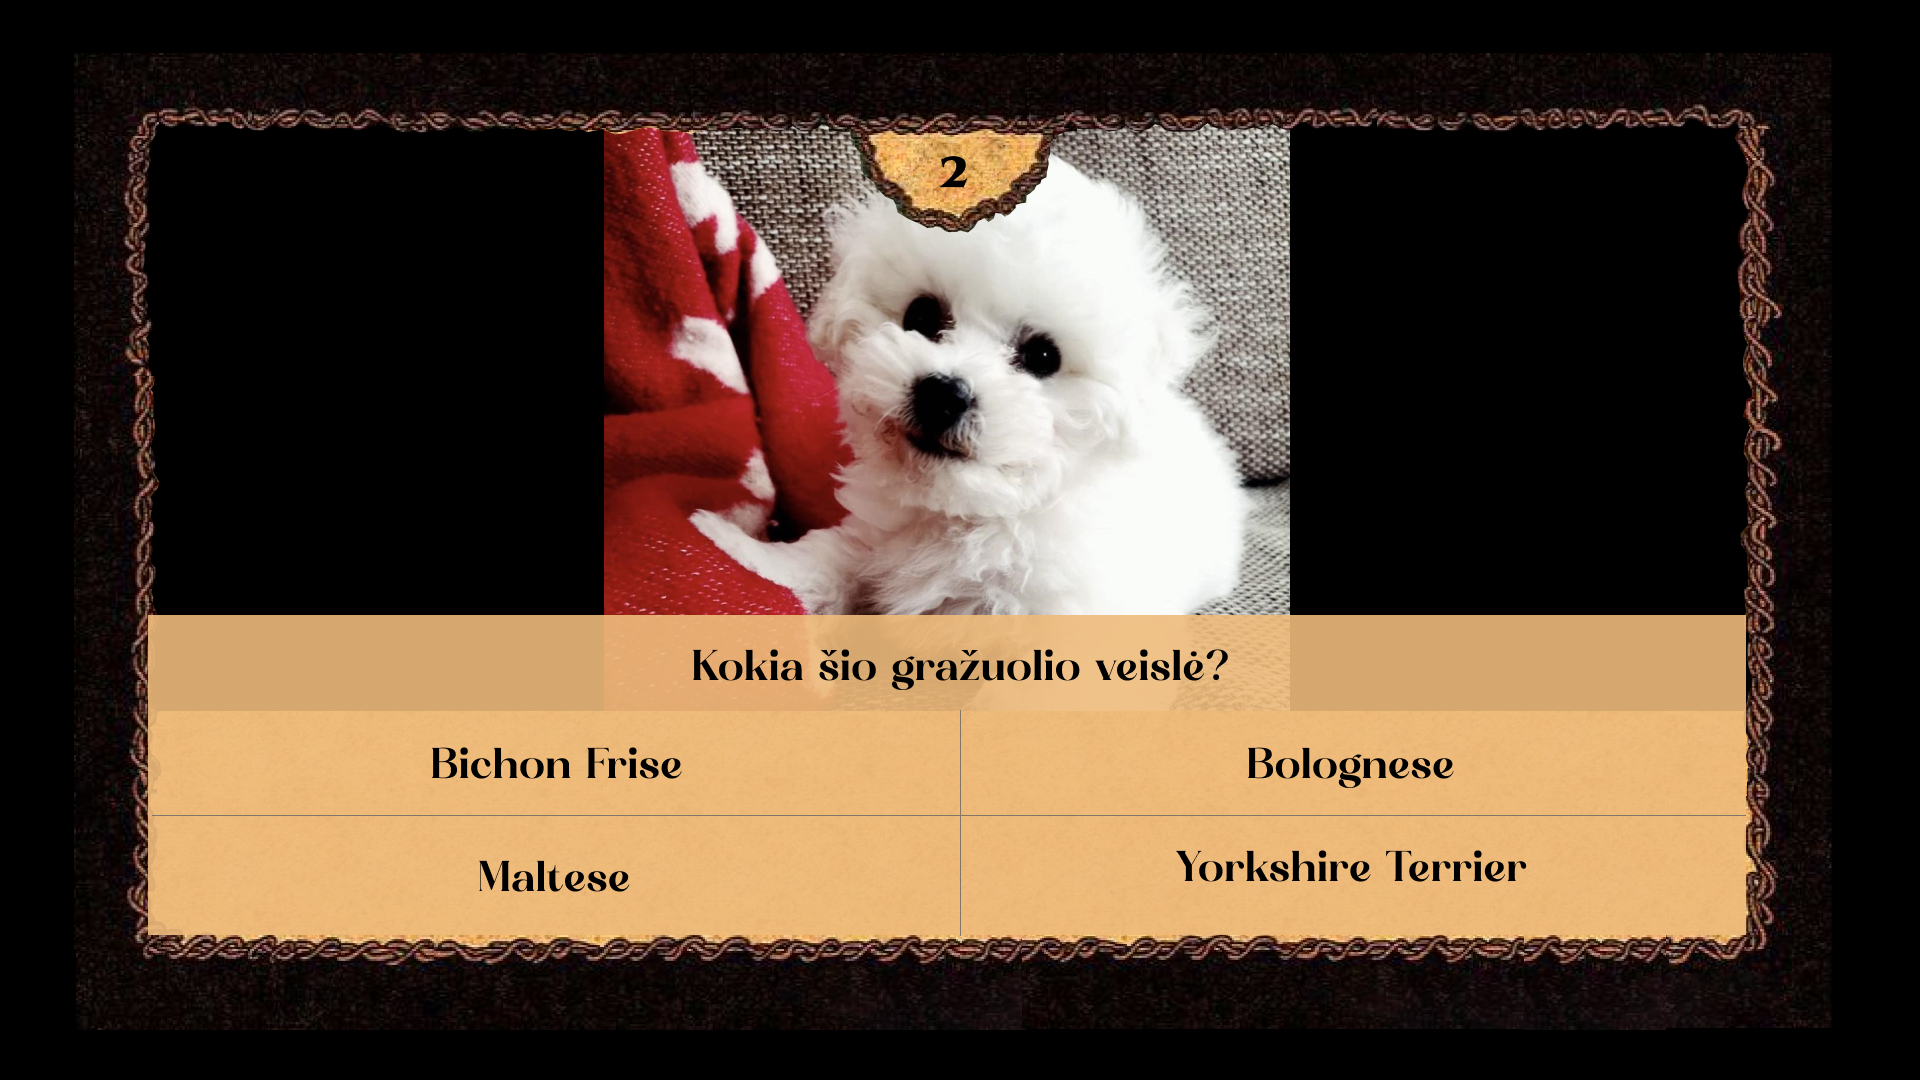 2
Kokia šio gražuolio veislė?
Bichon Frise
Bolognese
Maltese
Yorkshire Terrier